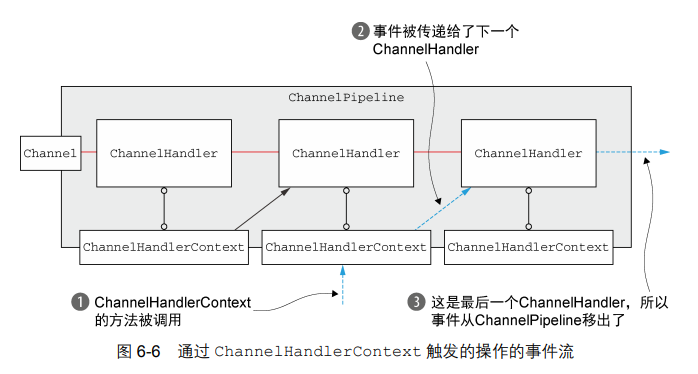 ❷ 事件被传递给了下一个
ChannelHandler
ChannelPipeline
Channel
ChannelHandler
ChannelHandler
ChannelHandler
ChannelHandlerContext
ChannelHandlerContext
ChannelHandlerContext
❶ ChannelHandlerContext
的方法被调用
❸ 这是最后一个ChannelHandler，所以
事件从ChannelPipeline移出了
图 6-6 通过 ChannelHandlerContext 触发的操作的事件流